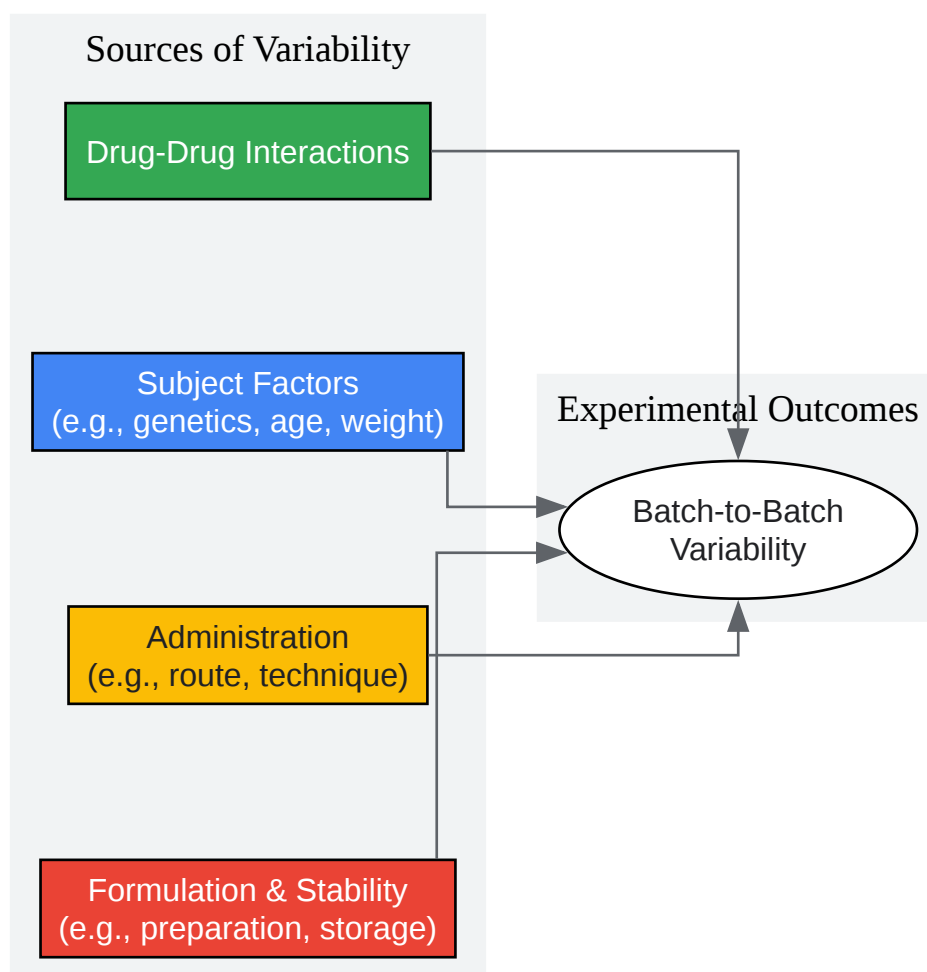 Sources of Variability
Drug-Drug Interactions
Subject Factors
(e.g., genetics, age, weight)
Administration
(e.g., route, technique)
Formulation & Stability
(e.g., preparation, storage)
Experimental Outcomes
Batch-to-Batch
Variability